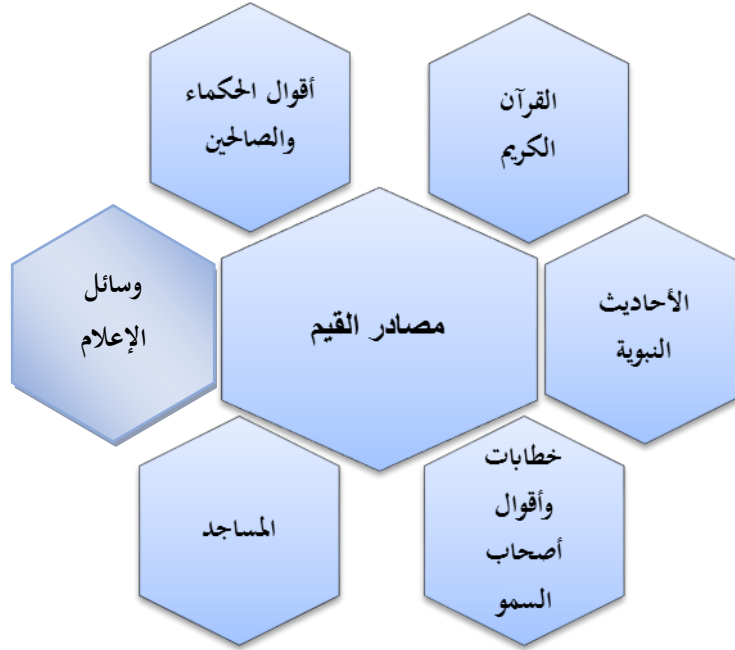 مصادر القيم
القرآن
الكريم
الأحاديث
النبوية
خطابات
وأقوال
أصحاب
السمو
المساجد
وسائل
الإعلام
أقوال الحكماء
والصالحين